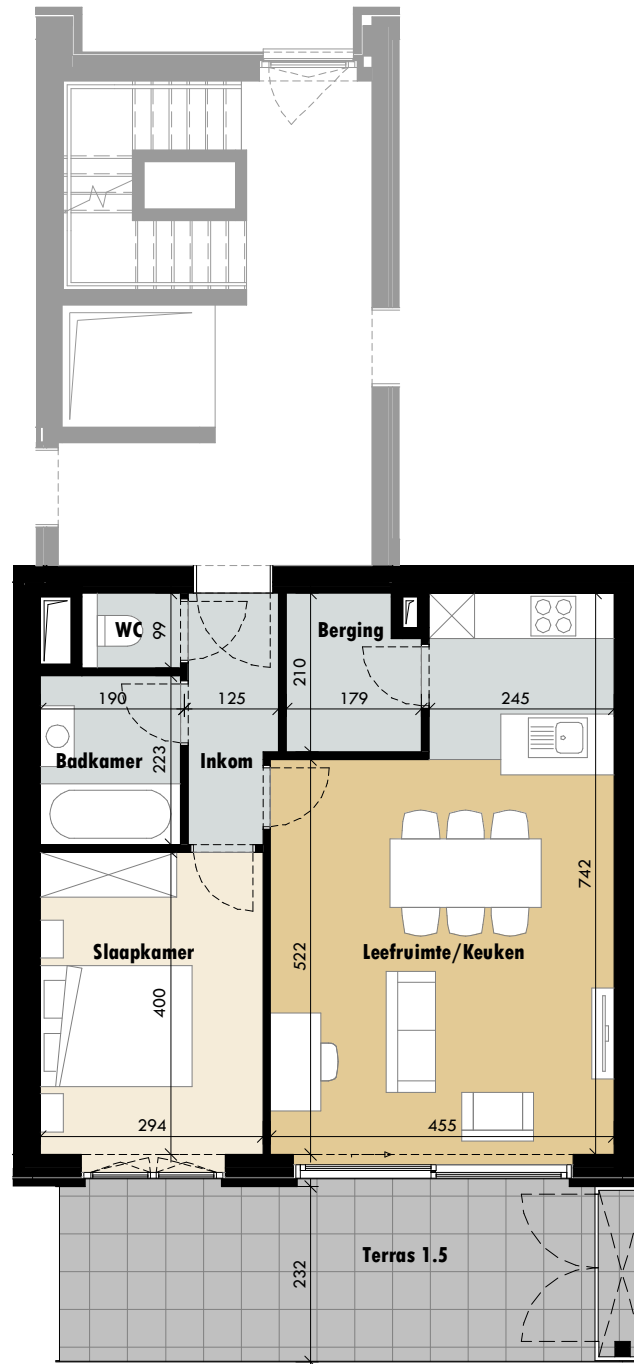 WC
99
Berging
210
190
125
179
245
Badkamer
223
Inkom
742
Slaapkamer
400
522
Leefruimte/Keuken
294
455
Terras 1.5
232